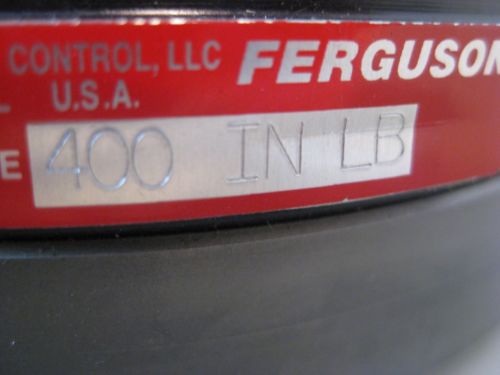 CONTROL, LLC FERGUSON
U.S.A.
E 400 IN LB